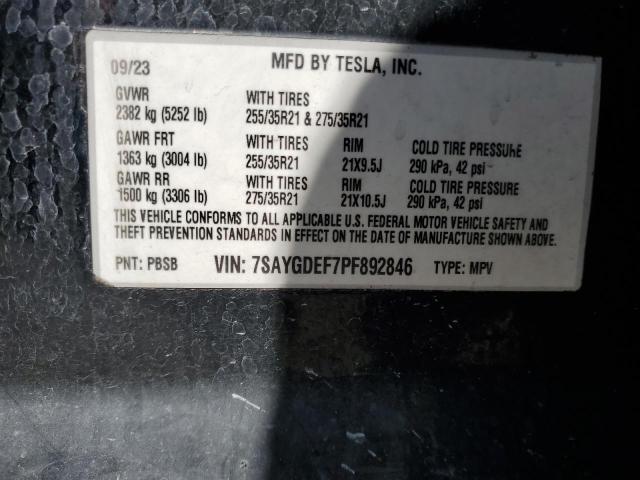 09/23 MFD BY TESLA, INC.
GVWR WITH TIRES
2382 kg (5252 lb) 255/35R21 & 275/35R21
GAWR FRT WITH TIRES RIM COLD TIRE PRESSURE
1363 kg (3004 lb) 255/35R21 21X9.5J 290 kPa, 42 psi
GAWR RR WITH TIRES RIM COLD TIRE PRESSURE
1500 kg (3306 lb) 275/35R21 21X10.5J 290 kPa, 42 psi
THIS VEHICLE CONFORMS TO ALL APPLICABLE U.S. FEDERAL MOTOR VEHICLE SAFETY AND
THEFT PREVENTION STANDARDS IN EFFECT ON THE DATE OF MANUFACTURE SHOWN ABOVE.
PNT: PBSB VIN: 7SAYGDEF7PF892846 TYPE: MPV